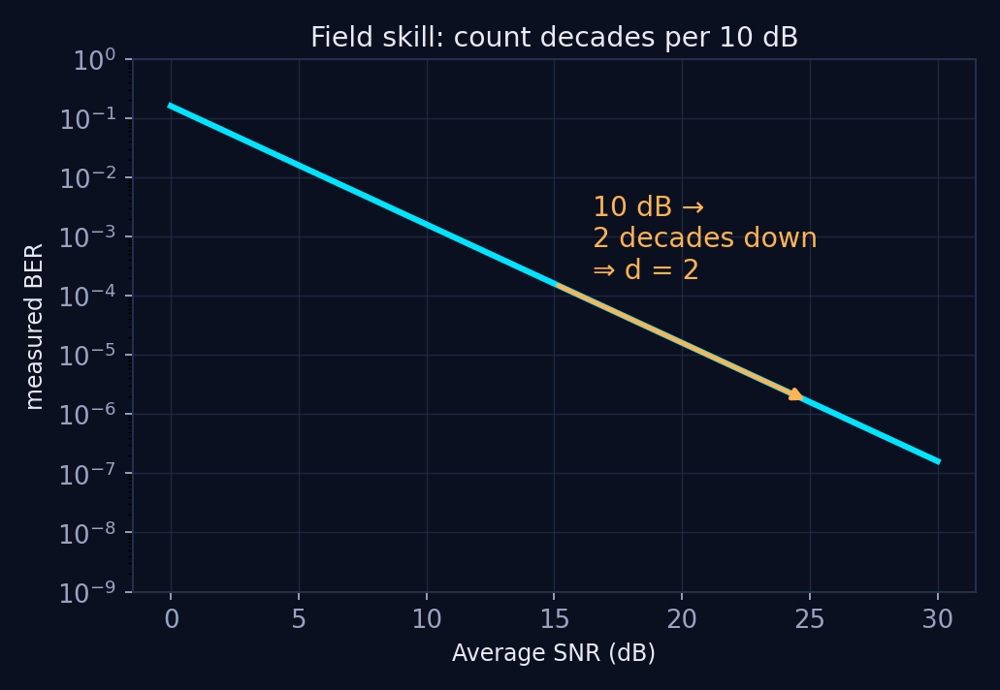 Field skill: count decades per 10 dB
10⁰
10⁻¹
10⁻²
10⁻³
10⁻⁴
10⁻⁵
10⁻⁶
10⁻⁷
10⁻⁸
10⁻⁹
measured BER
10 dB →
2 decades down
⇒ d = 2
0 5 10 15 20 25 30
Average SNR (dB)